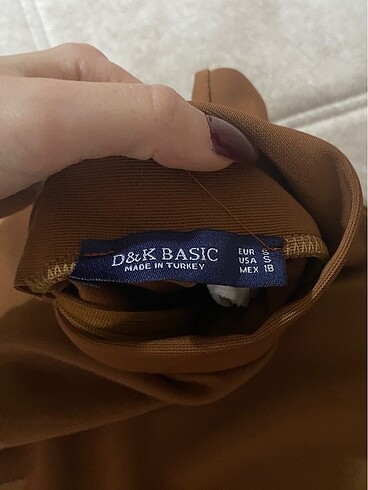 D&K BASIC
MADE IN TURKEY
EUR S
USA S
MEX 18